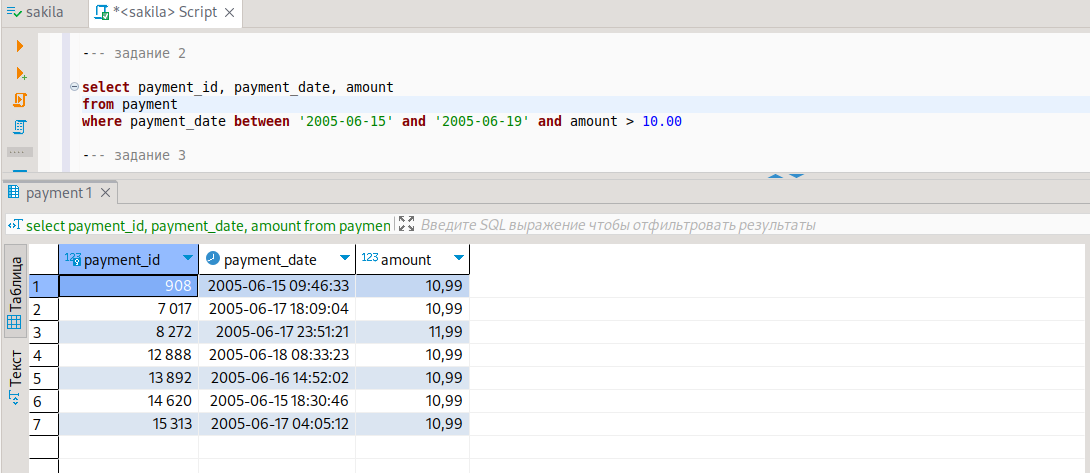 sakila *<sakila> Script
--- задание 2
select payment_id, payment_date, amount
from payment
where payment_date between '2005-06-15' and '2005-06-19' and amount > 10.00
--- задание 3
payment 1
select payment_id, payment_date, amount from paymen Введите SQL выражение чтобы отфильтровать результаты
Таблица
Текст
123 payment_id payment_date 123 amount
1 908 2005-06-15 09:46:33 10,99
2 7 017 2005-06-17 18:09:04 10,99
3 8 272 2005-06-17 23:51:21 11,99
4 12 888 2005-06-18 08:33:23 10,99
5 13 892 2005-06-16 14:52:02 10,99
6 14 620 2005-06-15 18:30:46 10,99
7 15 313 2005-06-17 04:05:12 10,99